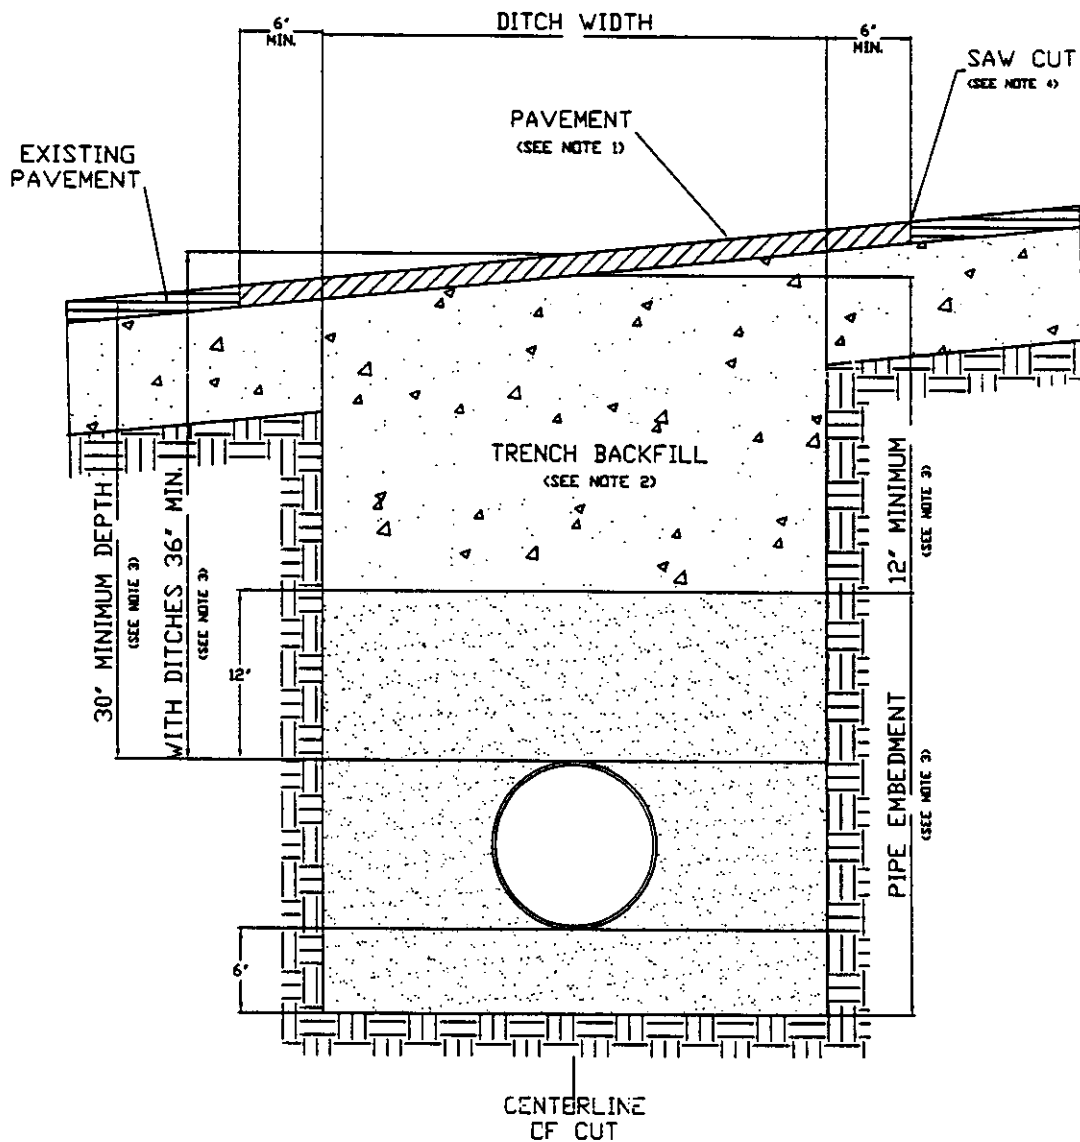 DITCH WIDTH
6"
MIN.
6"
MIN.
SAW CUT
(SEE NOTE 4)
PAVEMENT
(SEE NOTE 1)
EXISTING
PAVEMENT
TRENCH BACKFILL
(SEE NOTE 2)
30" MINIMUM DEPTH
(SEE NOTE 3)
WITH DITCHES 36" MIN.
(SEE NOTE 3)
12" MINIMUM
(SEE NOTE 3)
12"
PIPE EMBEDMENT
(SEE NOTE 3)
6"
CENTERLINE
CF CUT